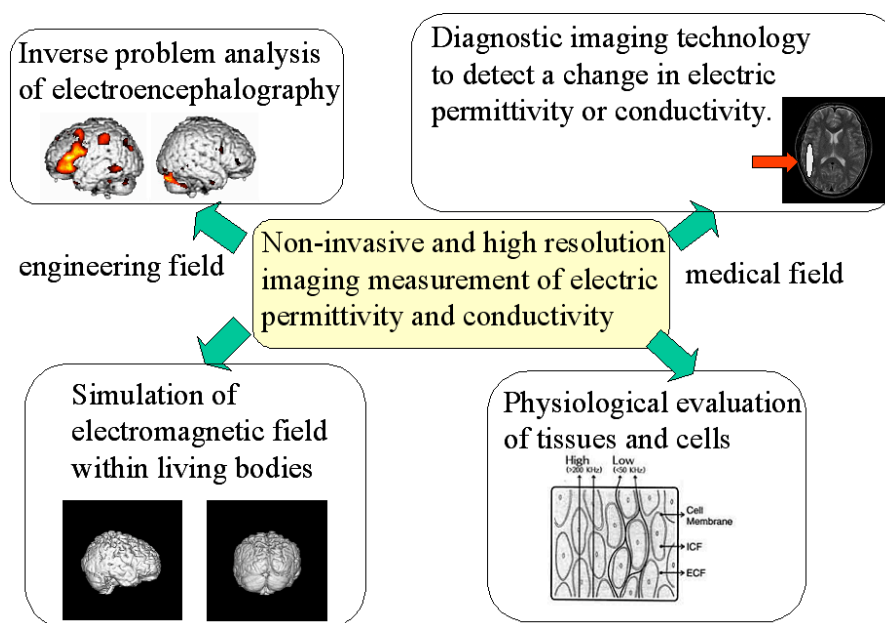 Inverse problem analysis
of electroencephalography
Diagnostic imaging technology
to detect a change in electric
permittivity or conductivity.
engineering field
Non-invasive and high resolution
imaging measurement of electric
permittivity and conductivity
medical field
Simulation of
electromagnetic field
within living bodies
Physiological evaluation
of tissues and cells
High
(>200 KHz)
Low
(<50 KHz)
Cell
Membrane
ICF
ECF